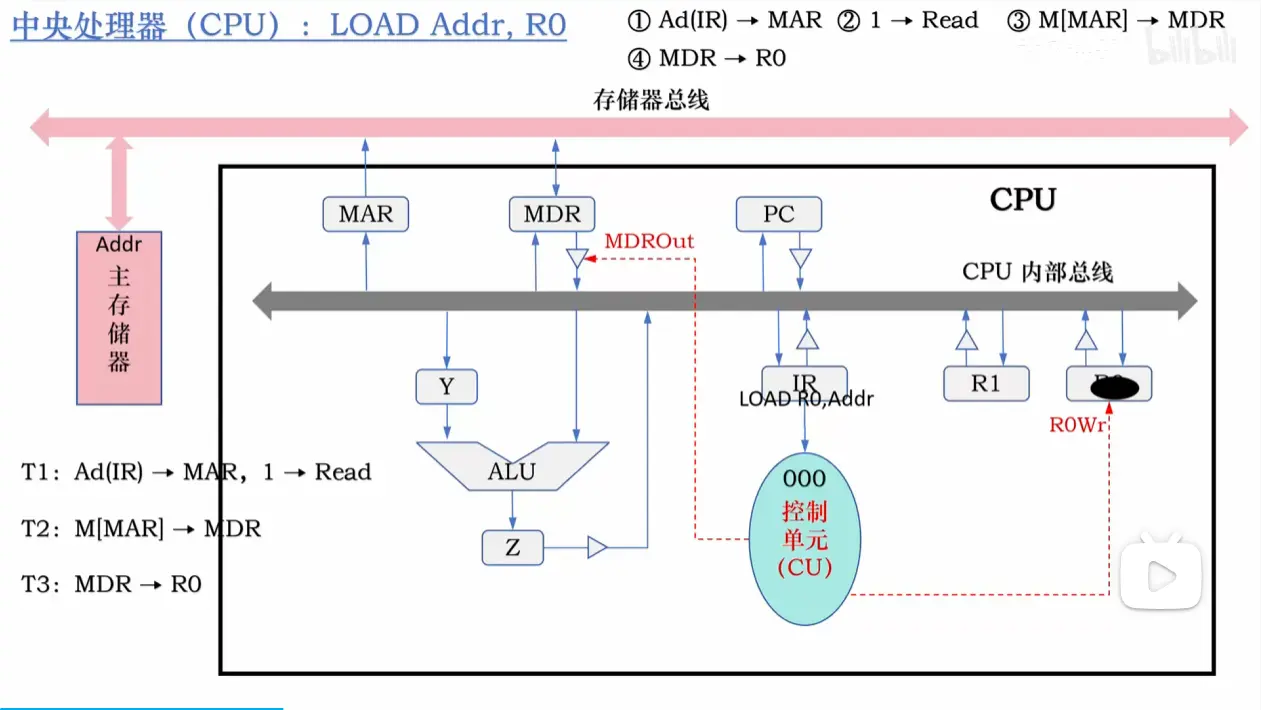 中央处理器（CPU）：LOAD Addr, R0
① Ad(IR) → MAR ② 1 → Read ③ M[MAR] → MDR
④ MDR → R0
bilibili
存储器总线
CPU
MAR
MDR
PC
MDROut
Addr
主
存
储
器
CPU 内部总线
Y
IR
R1
LOAD R0,Addr
R0Wr
ALU
000
控制
单元
(CU)
Z
T1: Ad(IR) → MAR，1 → Read
T2: M[MAR] → MDR
T3: MDR → R0